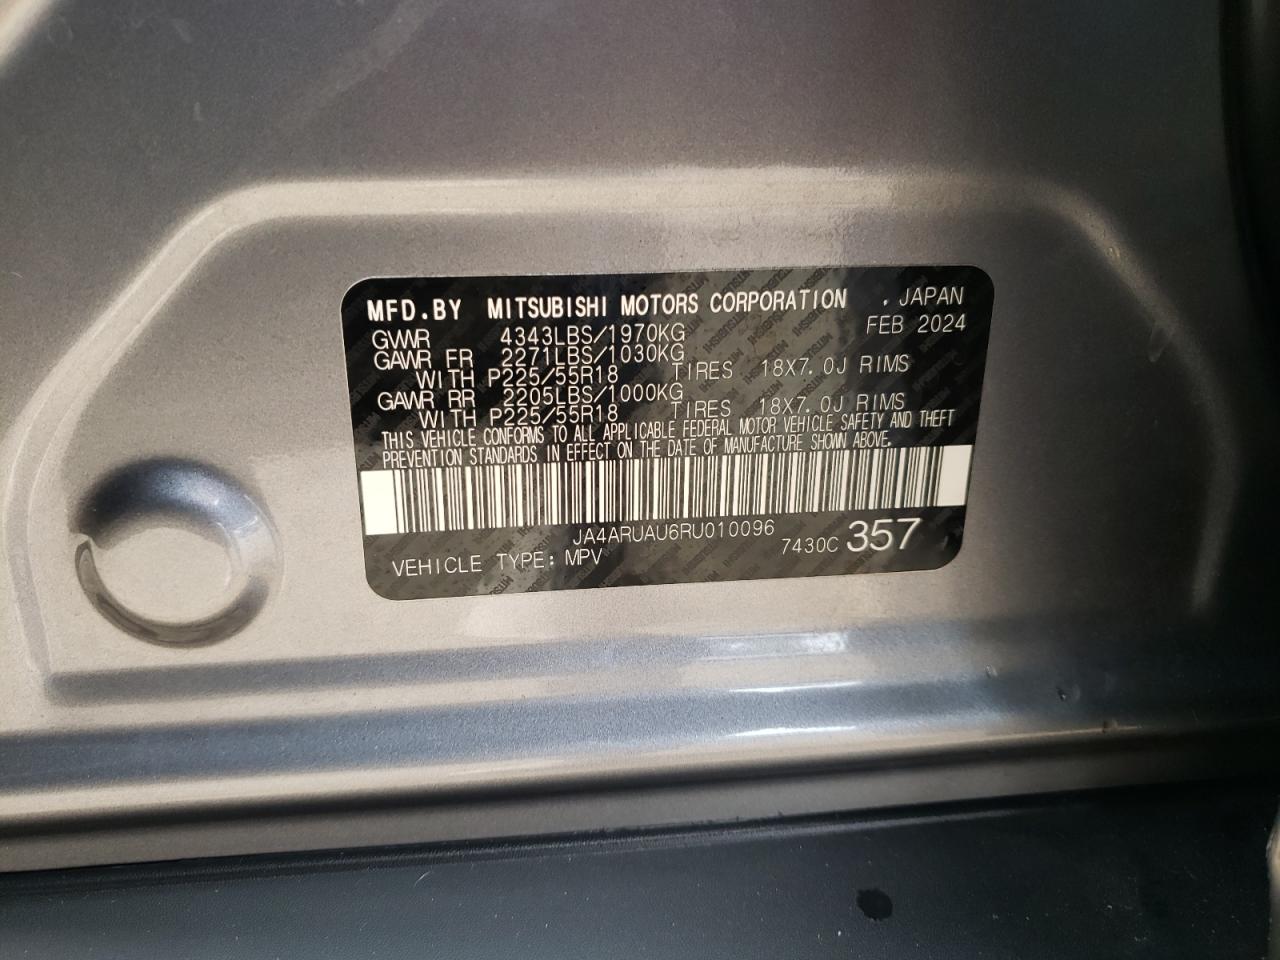 MFD.BY MITSUBISHI MOTORS CORPORATION . JAPAN
FEB 2024
GWVR 4343LBS/1970KG
GAWR FR 2271LBS/1030KG
WITH P225/55R18 TIRES 18X7.0J RIMS
GAWR RR 2205LBS/1000KG
WITH P225/55R18 TIRES 18X7.0J RIMS
THIS VEHICLE CONFORMS TO ALL APPLICABLE FEDERAL MOTOR VEHICLE SAFETY AND THEFT
PREVENTION STANDARDS IN EFFECT ON THE DATE OF MANUFACTURE SHOWN ABOVE.
JA4ARUAU6RU010096
VEHICLE TYPE: MPV 7430C 357